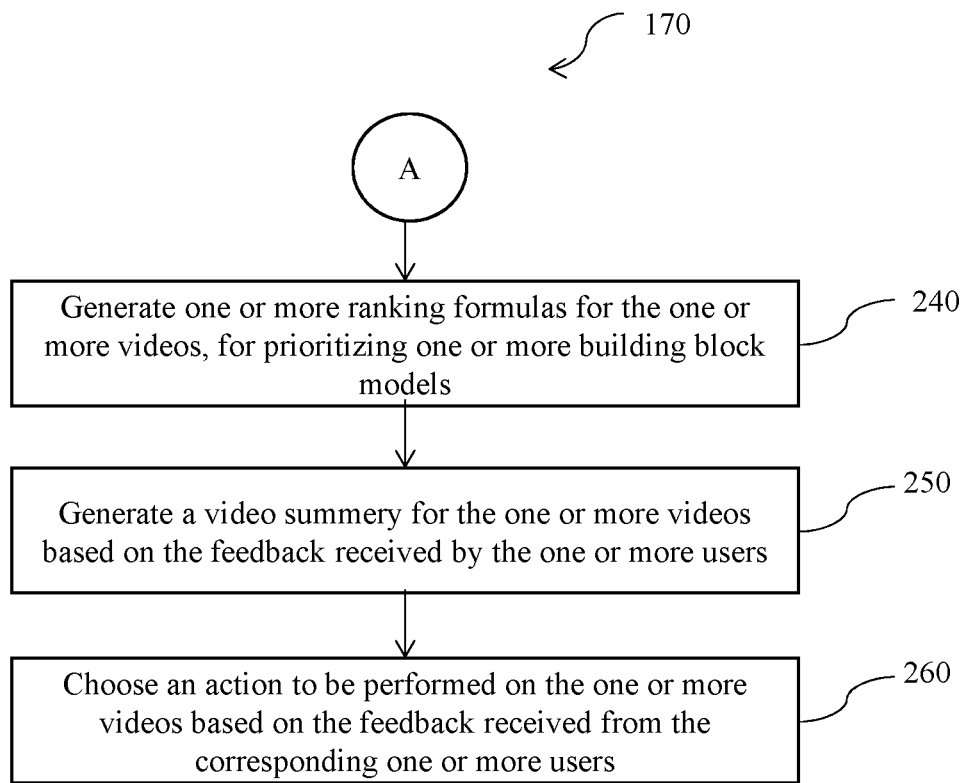 170
A
Generate one or more ranking formulas for the one or
more videos, for prioritizing one or more building block
models
240
Generate a video summery for the one or more videos
based on the feedback received by the one or more users
250
Choose an action to be performed on the one or more
videos based on the feedback received from the
corresponding one or more users
260